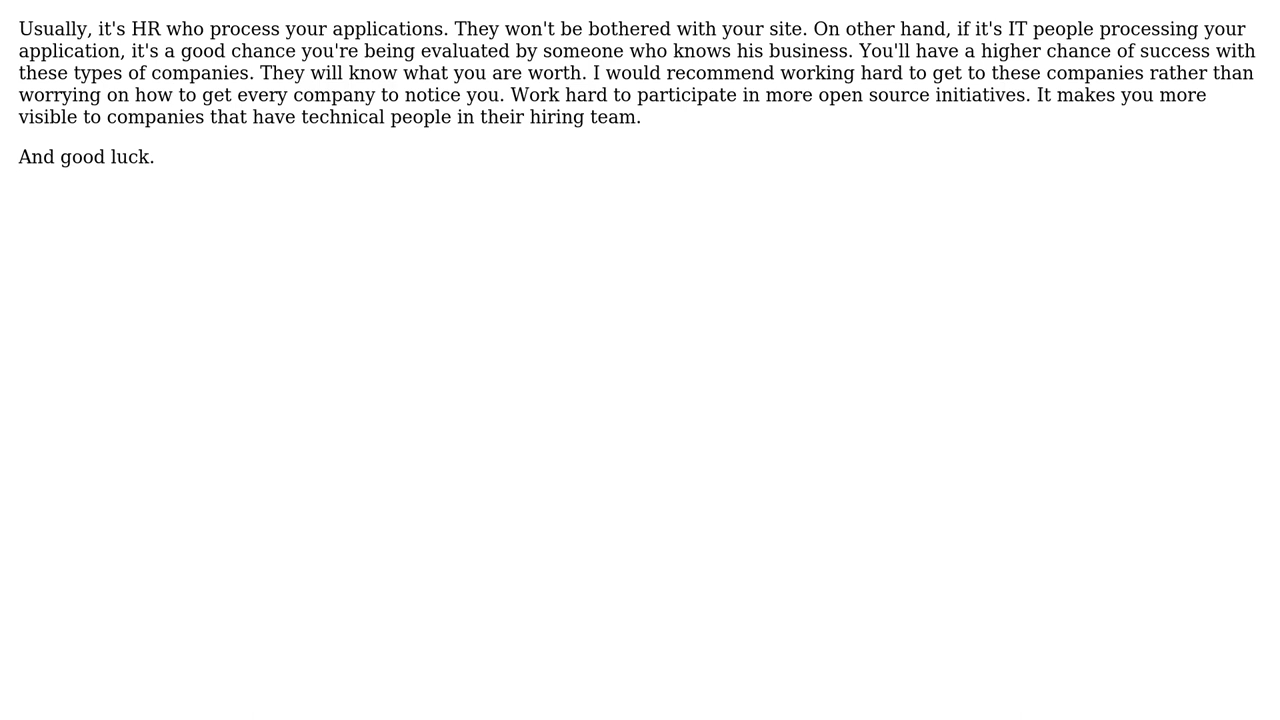 Usually, it's HR who process your applications. They won't be bothered with your site. On other hand, if it's IT people processing your
application, it's a good chance you're being evaluated by someone who knows his business. You'll have a higher chance of success with
these types of companies. They will know what you are worth. I would recommend working hard to get to these companies rather than
worrying on how to get every company to notice you. Work hard to participate in more open source initiatives. It makes you more
visible to companies that have technical people in their hiring team.
And good luck.